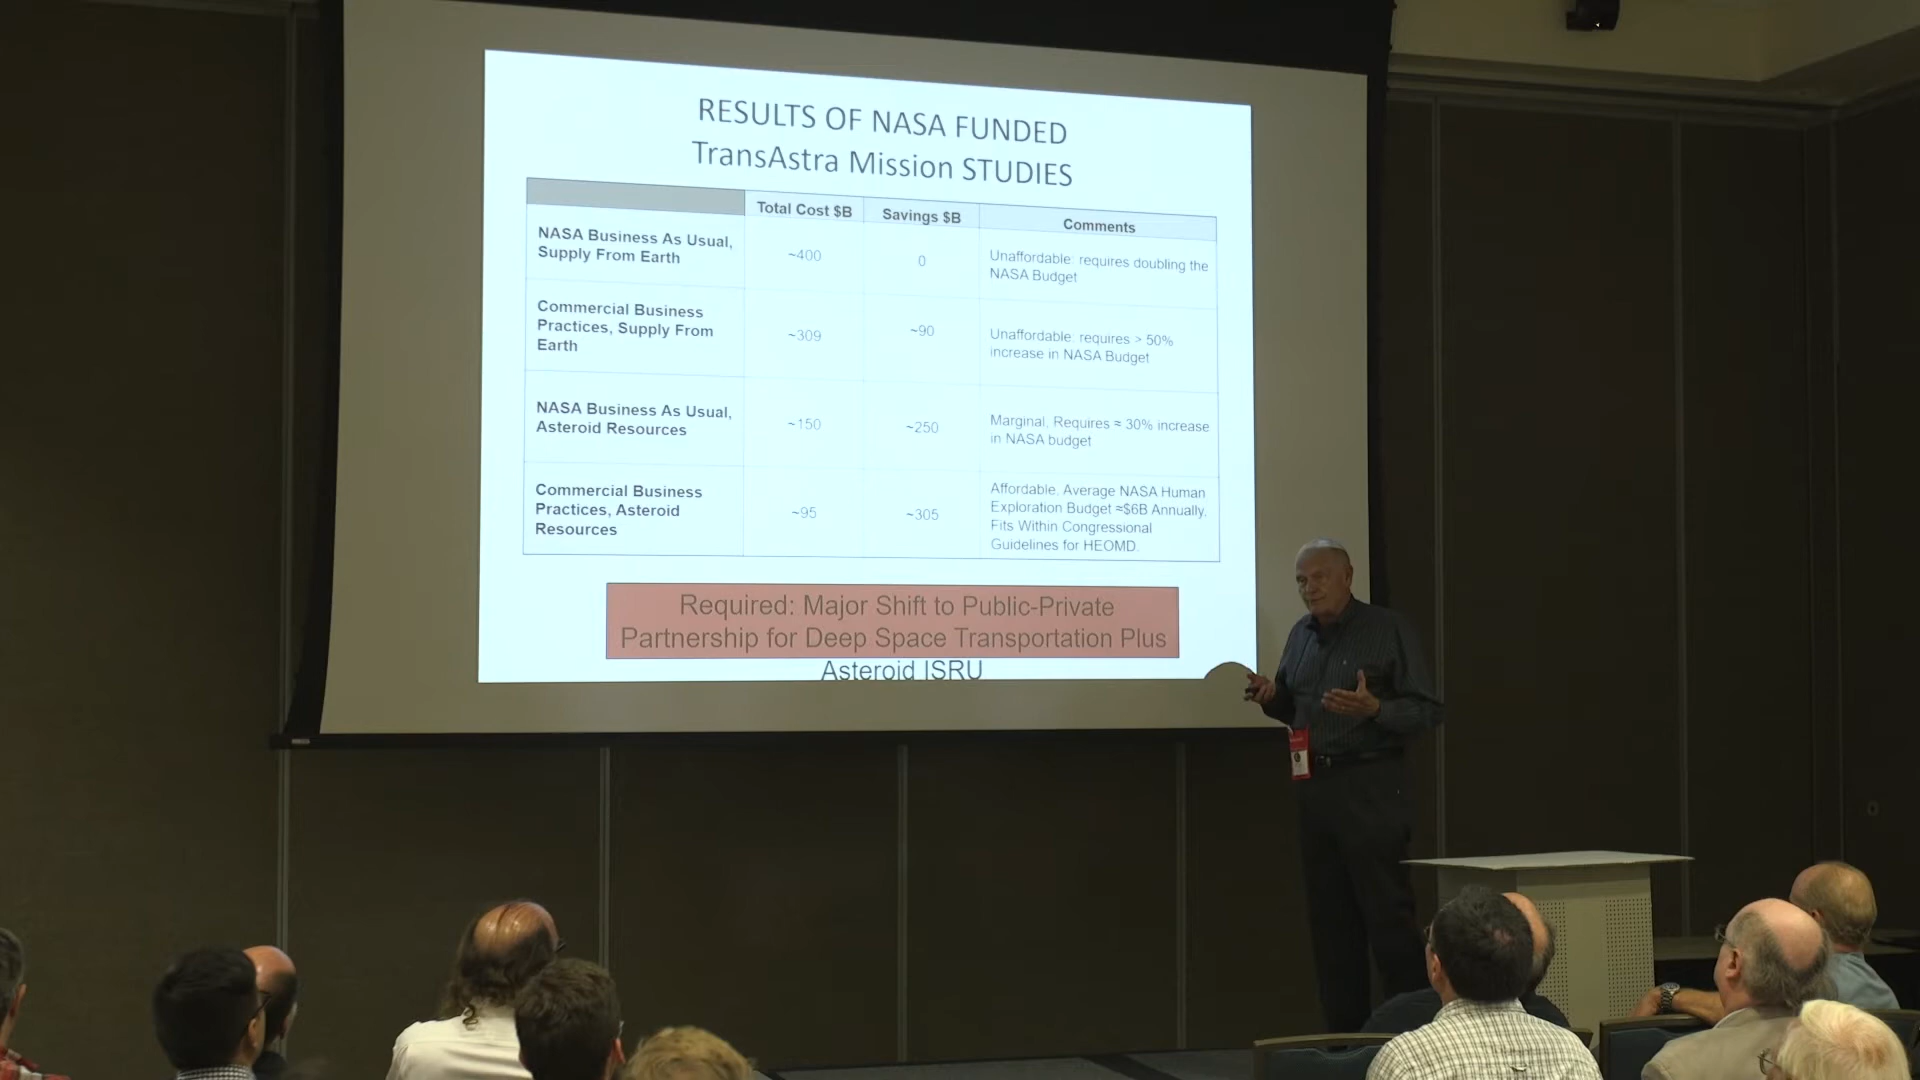 RESULTS OF NASA FUNDED
TransAstra Mission STUDIES
Total Cost $B
Savings $B
Comments
NASA Business As Usual,
Supply From Earth
~400
0
Unaffordable: requires doubling the
NASA Budget
Commercial Business
Practices, Supply From
Earth
~309
~90
Unaffordable: requires > 50%
increase in NASA Budget
NASA Business As Usual,
Asteroid Resources
~150
~250
Marginal, Requires ≈ 30% increase
in NASA budget
Commercial Business
Practices, Asteroid
Resources
~95
~305
Affordable. Average NASA Human
Exploration Budget ≈$6B Annually.
Fits Within Congressional
Guidelines for HEOMD.
Required: Major Shift to Public-Private
Partnership for Deep Space Transportation Plus
Asteroid ISRU